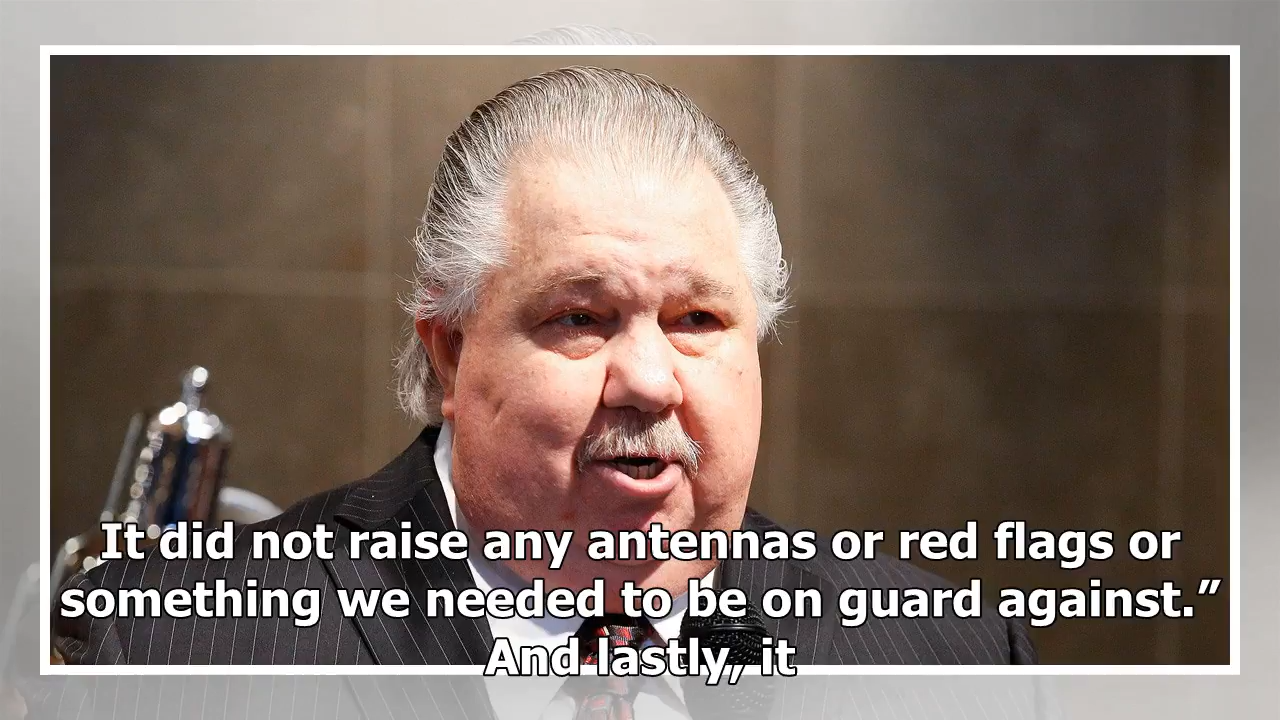 It did not raise any antennas or red flags or
something we needed to be on guard against.”
And lastly, it